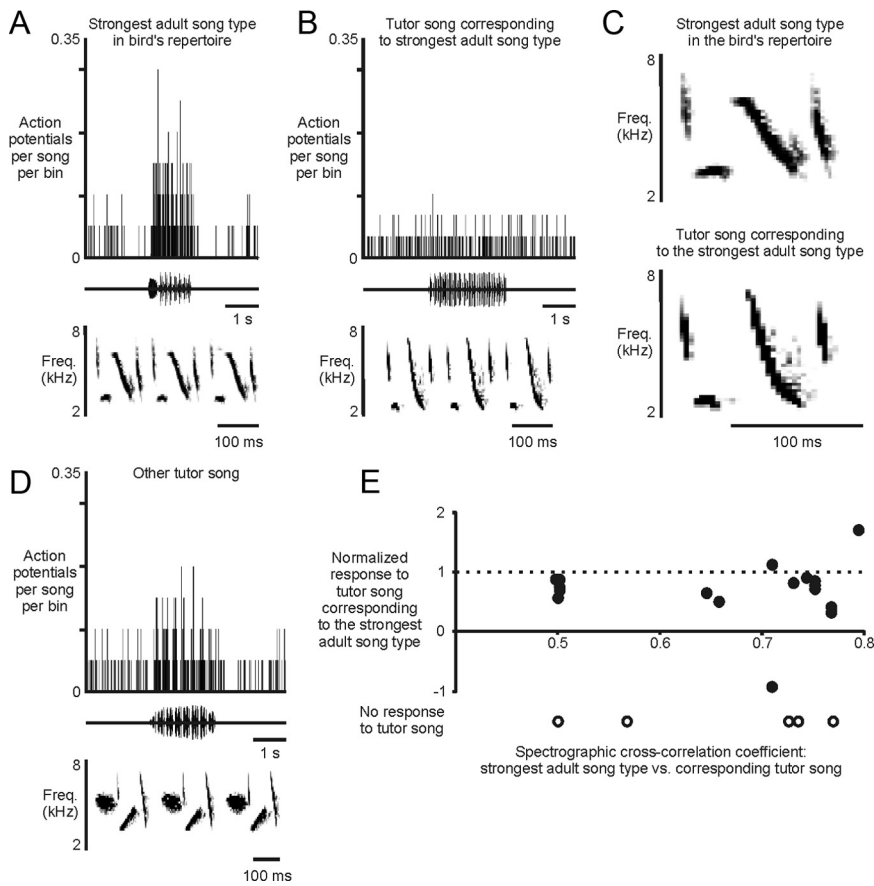 A
Strongest adult song type
in bird's repertoire
0.35
Action
potentials
per song
per bin
0
1 s
8
Freq.
(kHz)
2
100 ms
B
Tutor song corresponding
to strongest adult song type
0.35
Action
potentials
per song
per bin
0
1 s
8
Freq.
(kHz)
2
100 ms
C
Strongest adult song type
in the bird's repertoire
8
Freq.
(kHz)
2
Tutor song corresponding
to the strongest adult song type
8
Freq.
(kHz)
2
100 ms
D
Other tutor song
0.35
Action
potentials
per song
per bin
0
1 s
8
Freq.
(kHz)
2
100 ms
E
2
1
0
-1
Normalized
response to
tutor song
corresponding
to the strongest
adult song type
0.5 0.6 0.7 0.8
No response
to tutor song
Spectrographic cross-correlation coefficient:
strongest adult song type vs. corresponding tutor song